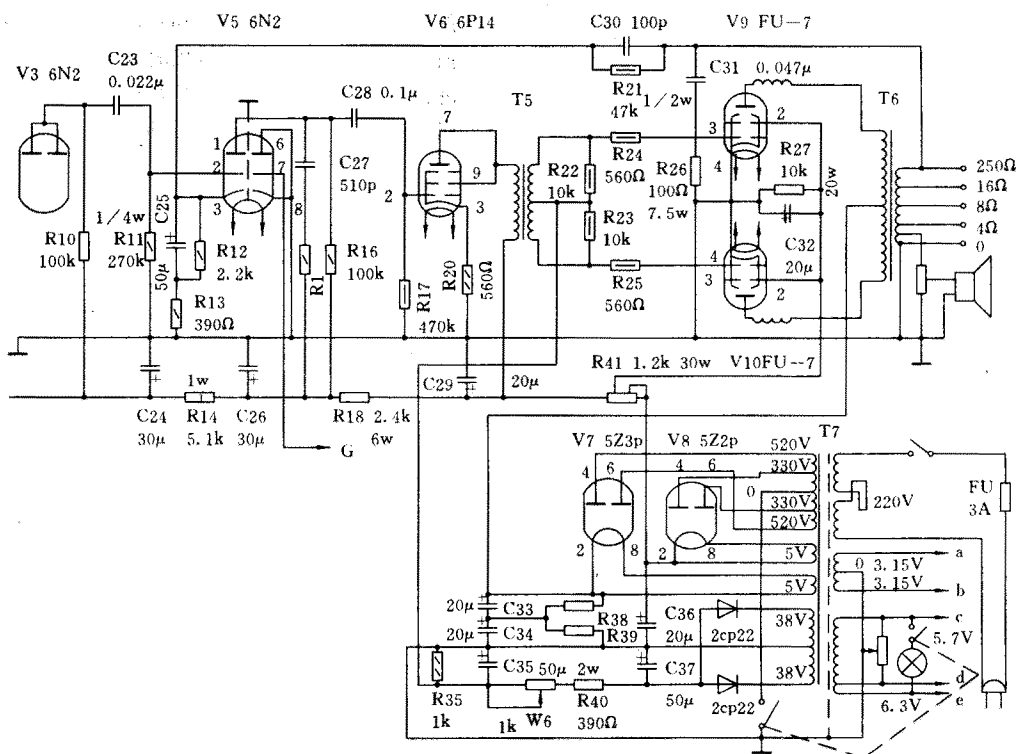 V5 6N2
V6 6P14
C30 100p
V9 FU-7
C23
0.022μ
V3 6N2
C28 0.1μ
R21
47k
1/2w
C31
0.047μ
T5
T6
7
1
6
2
7
3
8
C27
510p
2
9
3
R22
10k
R24
560Ω
R26
100Ω
7.5w
3
2
4
R27
10k
20w
250Ω
16Ω
8Ω
4Ω
0
C25
50μ
1/4w
R10
100k
R11
270k
R12
2.2k
R13
390Ω
R1
R16
100k
R17
470k
R20
560Ω
R23
10k
R25
560Ω
4
3
2
C32
20μ
R41 1.2k 30w
V10FU--7
C24
30μ
1w
R14
5.1k
C26
30μ
R18
2.4k
6w
C29
20μ
G
V7 5Z3p
V8 5Z2p
4
6
4
6
2
8
2
8
520V
330V
0
330V
520V
5V
5V
T7
220V
FU
3A
a
0
3.15V
3.15V
b
c
5.7V
d
e
6.3V
20μ
C33
20μ
C34
C35
50μ
R38
R39
C36
20μ
2cp22
38V
38V
C37
50μ
2cp22
R35
1k
1k
W6
2w
R40
390Ω